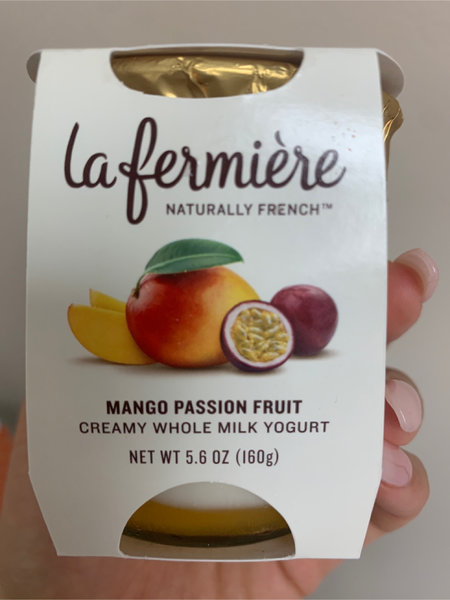 la fermière
NATURALLY FRENCH™
MANGO PASSION FRUIT
CREAMY WHOLE MILK YOGURT
NET WT 5.6 OZ (160g)